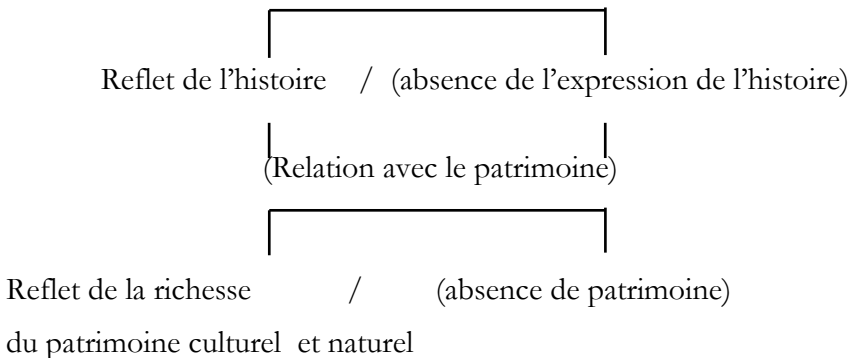 Reflet de l’histoire / (absence de l’expression de l’histoire)
(Relation avec le patrimoine)
Reflet de la richesse / (absence de patrimoine)
du patrimoine culturel et naturel